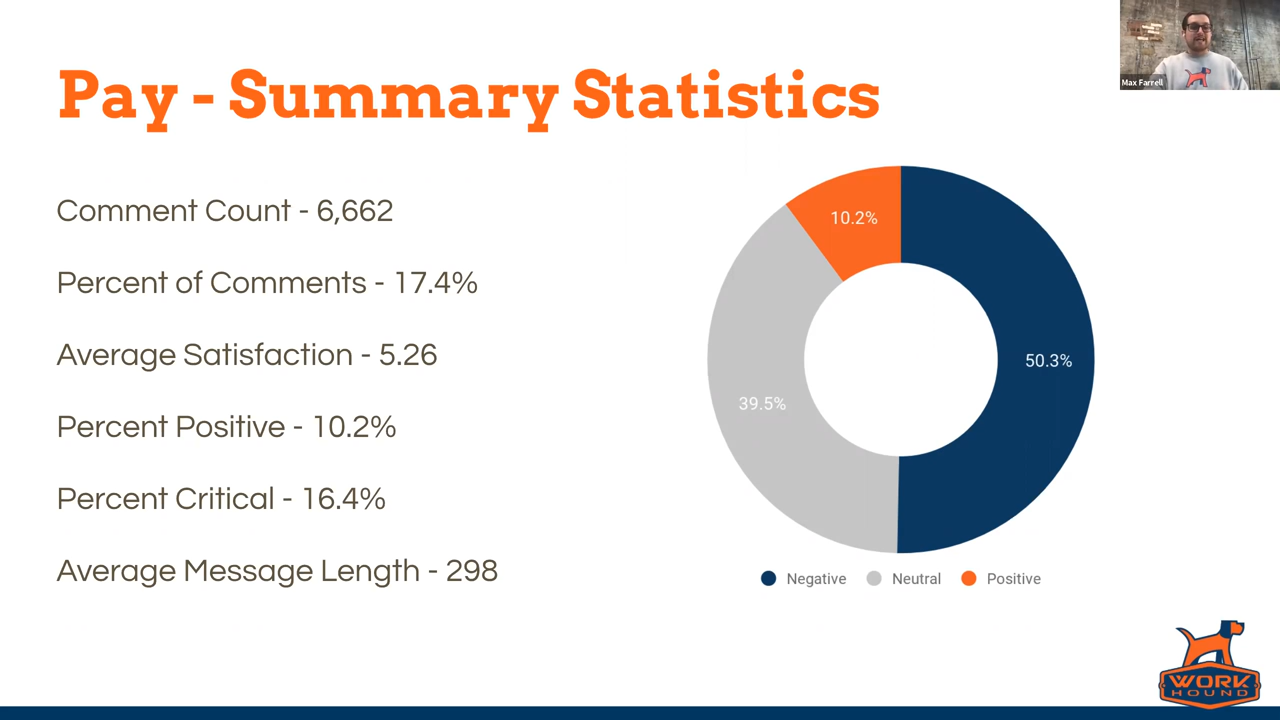 Pay - Summary Statistics
Max Farrell
Comment Count - 6,662
Percent of Comments - 17.4%
Average Satisfaction - 5.26
Percent Positive - 10.2%
Percent Critical - 16.4%
Average Message Length - 298
10.2%
50.3%
39.5%
Negative
Neutral
Positive
WORK
HOUND